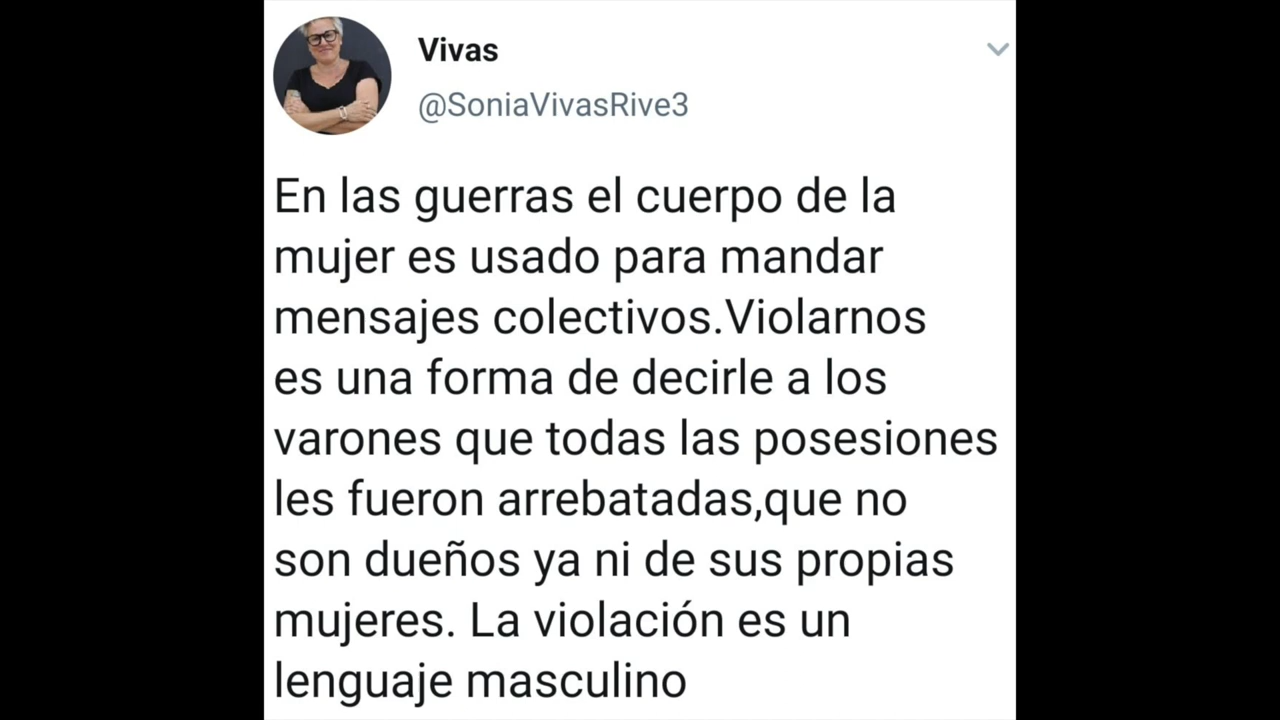 Vivas
@SoniaVivasRive3
En las guerras el cuerpo de la
mujer es usado para mandar
mensajes colectivos.Violarnos
es una forma de decirle a los
varones que todas las posesiones
les fueron arrebatadas,que no
son dueños ya ni de sus propias
mujeres. La violación es un
lenguaje masculino